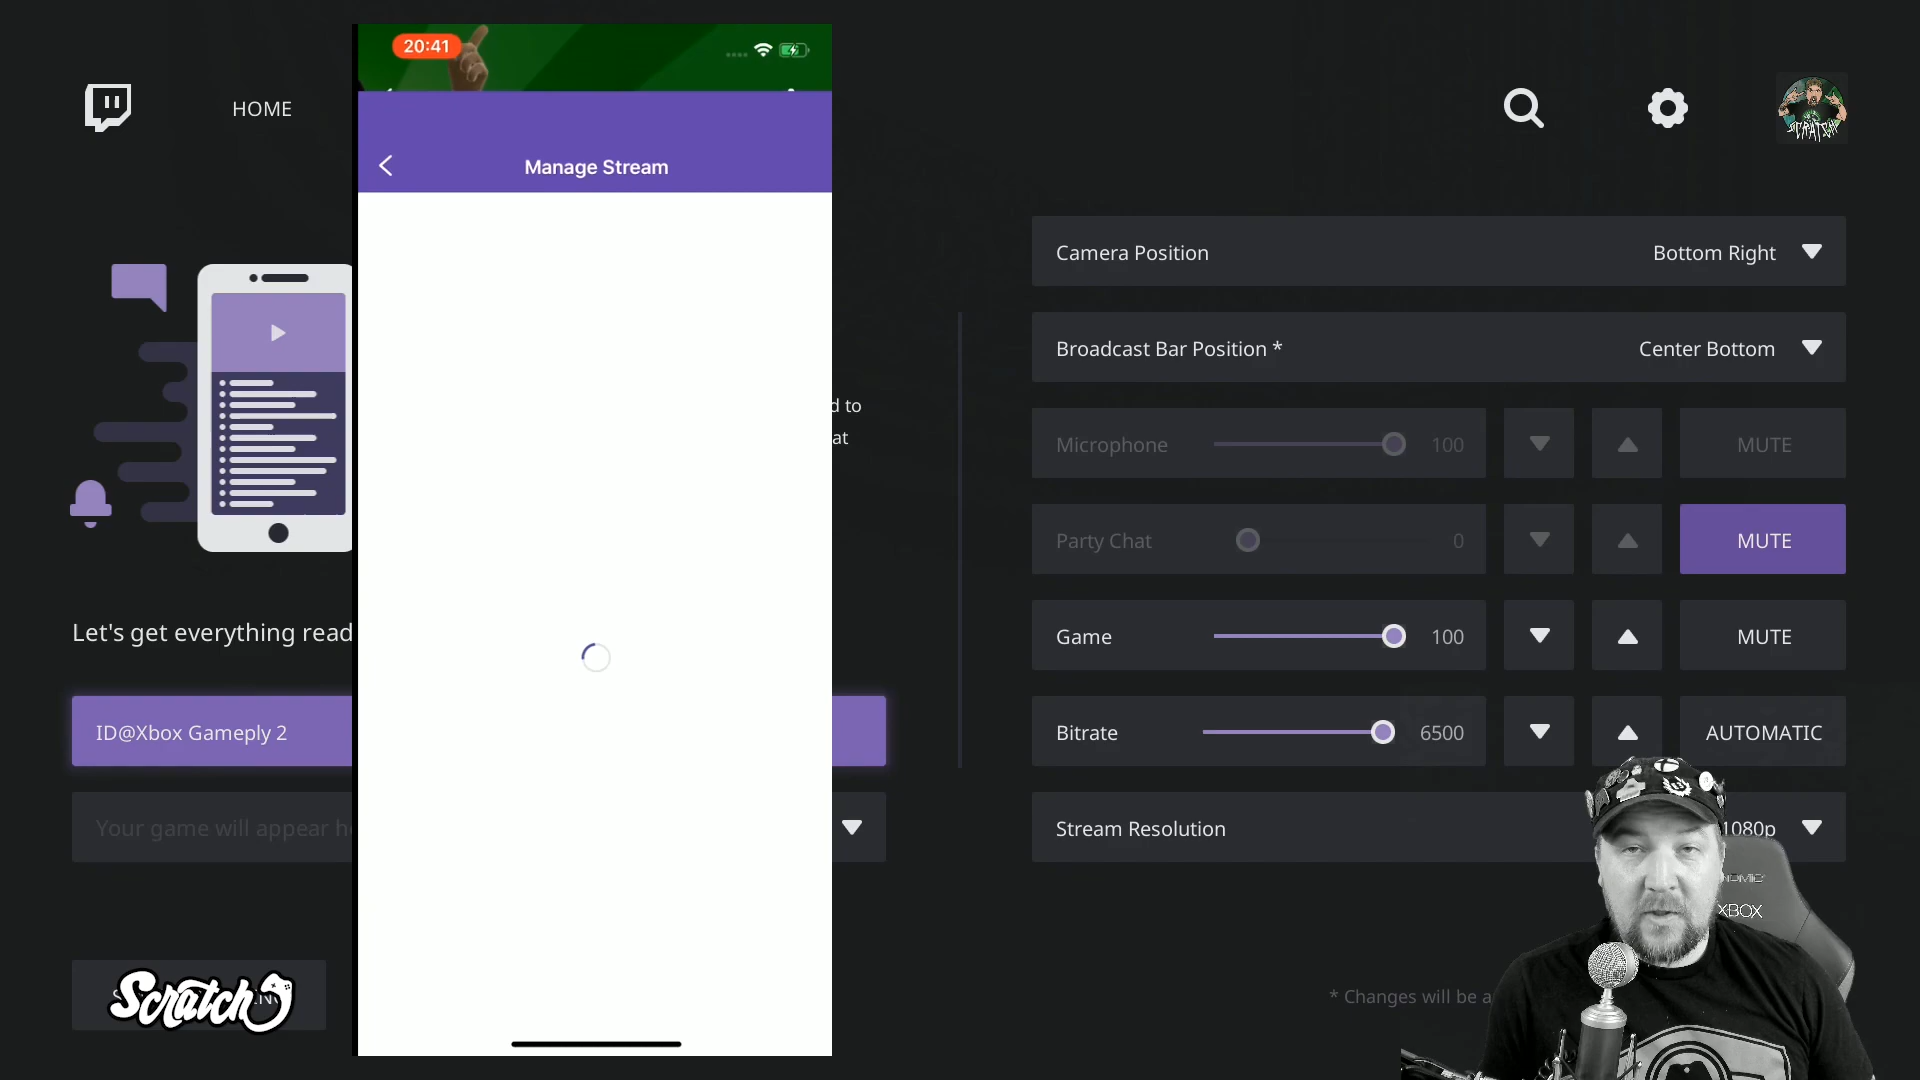 20:41
HOME
Manage Stream
Camera Position
Bottom Right
Broadcast Bar Position *
Center Bottom
d to
at
Microphone
100
MUTE
Party Chat
0
MUTE
Let's get everything read
Game
100
MUTE
ID@Xbox Gameply 2
Bitrate
6500
AUTOMATIC
Your game will appear h
Stream Resolution
1080p
XBOX
Scratch
* Changes will be a
SCRATCH